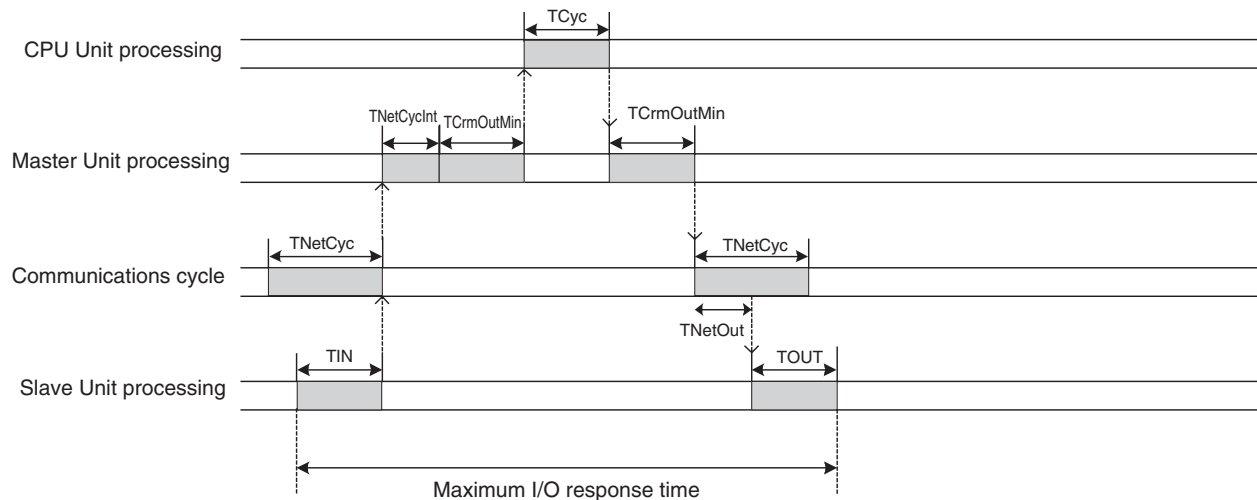 TCyc
CPU Unit processing
TNetCycInt
TCrmOutMin
TCrmOutMin
Master Unit processing
TNetCyc
TNetCyc
Communications cycle
TNetOut
TIN
TOUT
Slave Unit processing
Maximum I/O response time